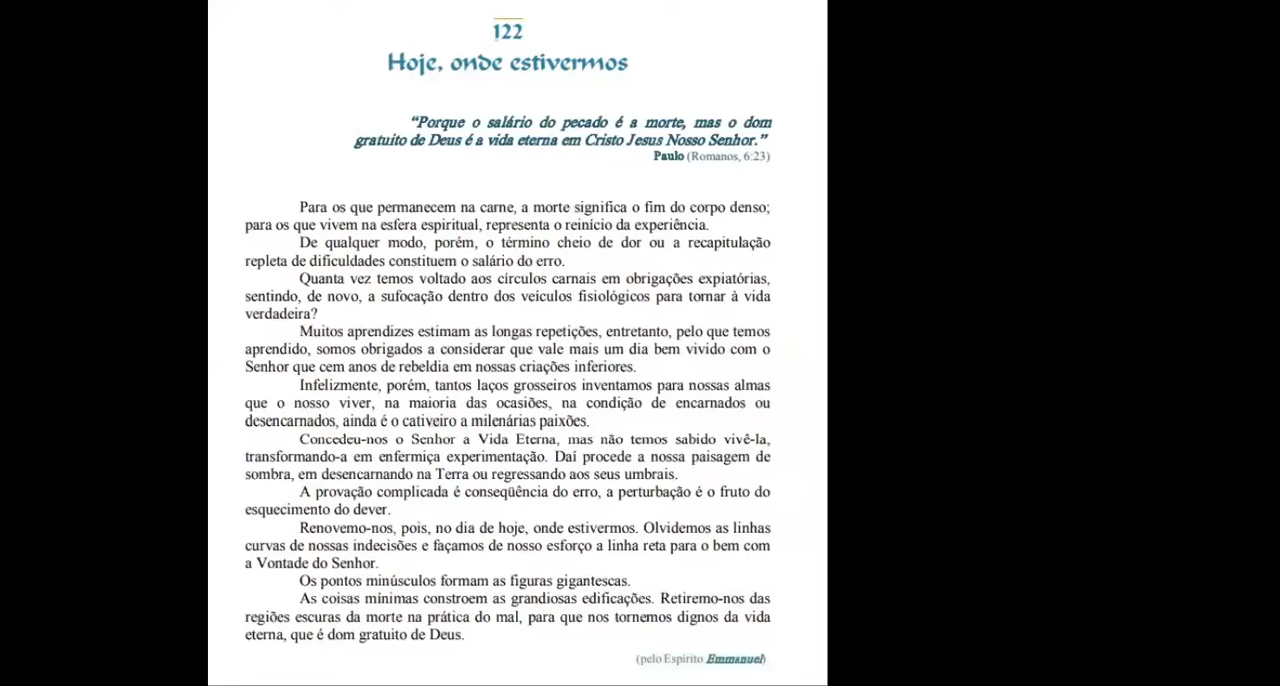 122
Hoje, onde estivermos
“Porque o salário do pecado é a morte, mas o dom
gratuito de Deus é a vida eterna em Cristo Jesus Nosso Senhor.”
Paulo (Romanos, 6:23)
Para os que permanecem na carne, a morte significa o fim do corpo denso;
para os que vivem na esfera espiritual, representa o reinício da experiência.
De qualquer modo, porém, o término cheio de dor ou a recapitulação
repleta de dificuldades constituem o salário do erro.
Quanta vez temos voltado aos círculos carnais em obrigações expiatórias,
sentindo, de novo, a sufocação dentro dos veículos fisiológicos para tornar à vida
verdadeira?
Muitos aprendizes estimam as longas repetições, entretanto, pelo que temos
aprendido, somos obrigados a considerar que vale mais um dia bem vivido com o
Senhor que cem anos de rebeldia em nossas criações inferiores.
Infelizmente, porém, tantos laços grosseiros inventamos para nossas almas
que o nosso viver, na maioria das ocasiões, na condição de encarnados ou
desencarnados, ainda é o cativeiro a milenárias paixões.
Concedeu-nos o Senhor a Vida Eterna, mas não temos sabido vivê-la,
transformando-a em enfermiça experimentação. Daí procede a nossa paisagem de
sombra, em desencarnando na Terra ou regressando aos seus umbrais.
A provação complicada é conseqüência do erro, a perturbação é o fruto do
esquecimento do dever.
Renovemo-nos, pois, no dia de hoje, onde estivermos. Olvidemos as linhas
curvas de nossas indecisões e façamos de nosso esforço a linha reta para o bem com
a Vontade do Senhor.
Os pontos minúsculos formam as figuras gigantescas.
As coisas mínimas constroem as grandiosas edificações. Retiremo-nos das
regiões escuras da morte na prática do mal, para que nos tornemos dignos da vida
eterna, que é dom gratuito de Deus.
(pelo Espírito Emmanuel)